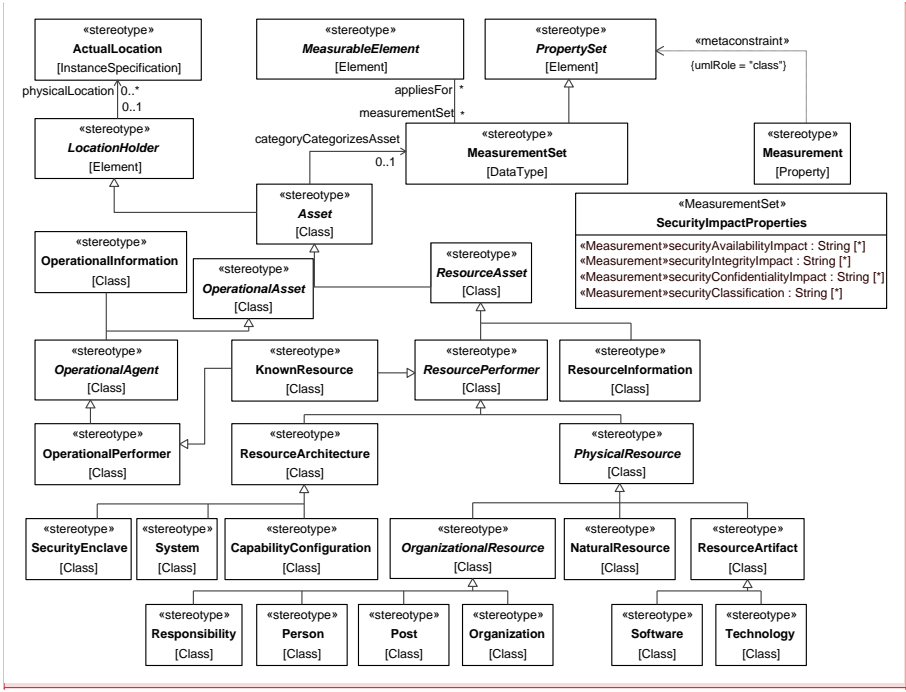 «stereotype»
ActualLocation
[InstanceSpecification]
«stereotype»
MeasurableElement
[Element]
«stereotype»
PropertySet
[Element]
«metaconstraint»
{umlRole = "class"}
physicalLocation
0..*
0..1
appliesFor
*
measurementSet
*
«stereotype»
LocationHolder
[Element]
categoryCategorizesAsset
0..1
«stereotype»
MeasurementSet
[DataType]
«stereotype»
Measurement
[Property]
«stereotype»
Asset
[Class]
«MeasurementSet»
SecurityImpactProperties
«Measurement»securityAvailabilityImpact : String [*]
«Measurement»securityIntegrityImpact : String [*]
«Measurement»securityConfidentialityImpact : String [*]
«Measurement»securityClassification : String [*]
«stereotype»
OperationalInformation
[Class]
«stereotype»
OperationalAsset
[Class]
«stereotype»
ResourceAsset
[Class]
«stereotype»
OperationalAgent
[Class]
«stereotype»
KnownResource
[Class]
«stereotype»
ResourcePerformer
[Class]
«stereotype»
ResourceInformation
[Class]
«stereotype»
OperationalPerformer
[Class]
«stereotype»
ResourceArchitecture
[Class]
«stereotype»
PhysicalResource
[Class]
«stereotype»
SecurityEnclave
[Class]
«stereotype»
System
[Class]
«stereotype»
CapabilityConfiguration
[Class]
«stereotype»
OrganizationalResource
[Class]
«stereotype»
NaturalResource
[Class]
«stereotype»
ResourceArtifact
[Class]
«stereotype»
Responsibility
[Class]
«stereotype»
Person
[Class]
«stereotype»
Post
[Class]
«stereotype»
Organization
[Class]
«stereotype»
Software
[Class]
«stereotype»
Technology
[Class]